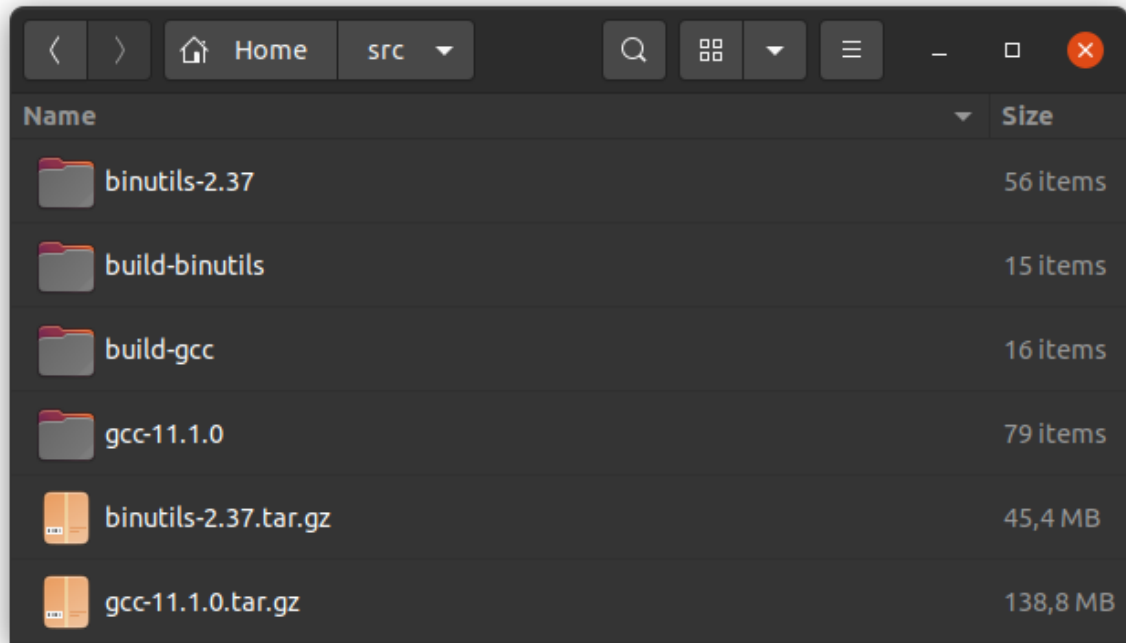 Home src
Name Size
binutils-2.37 56 items
build-binutils 15 items
build-gcc 16 items
gcc-11.1.0 79 items
binutils-2.37.tar.gz 45,4 MB
gcc-11.1.0.tar.gz 138,8 MB